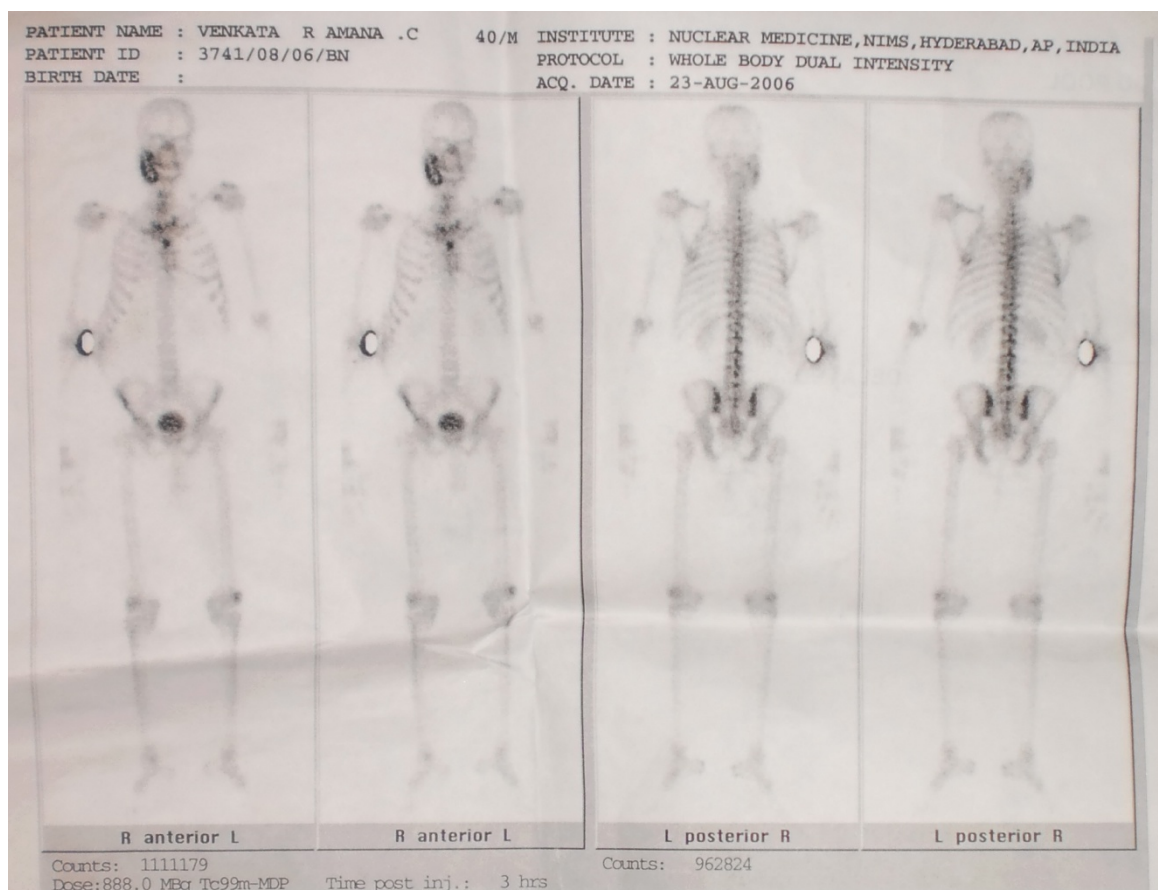 PATIENT NAME : VENKATA R AMANA .C 40/M
PATIENT ID : 3741/08/06/BN
BIRTH DATE :
INSTITUTE : NUCLEAR MEDICINE,NIMS,HYDERABAD,AP,INDIA
PROTOCOL : WHOLE BODY DUAL INTENSITY
ACQ. DATE : 23-AUG-2006
R anterior L
R anterior L
L posterior R
L posterior R
Counts: 1111179
Dose:888.0 MBq Tc99m-MDP Time post inj.: 3 hrs
Counts: 962824